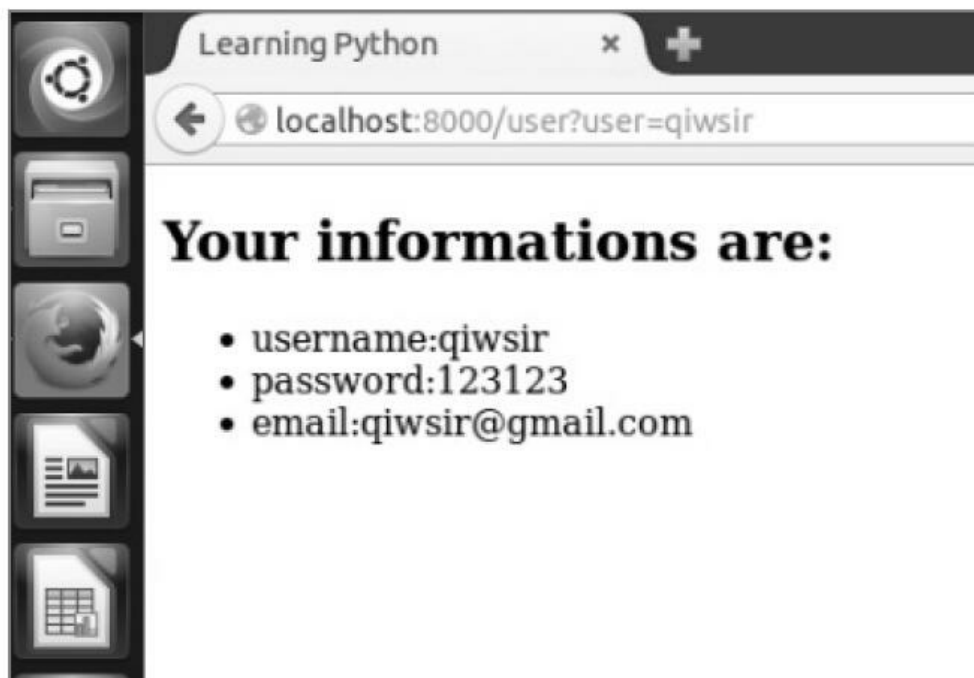 Learning Python
localhost:8000/user?user=qiwsir
Your informations are:
• username:qiwsir
• password:123123
• email:qiwsir@gmail.com